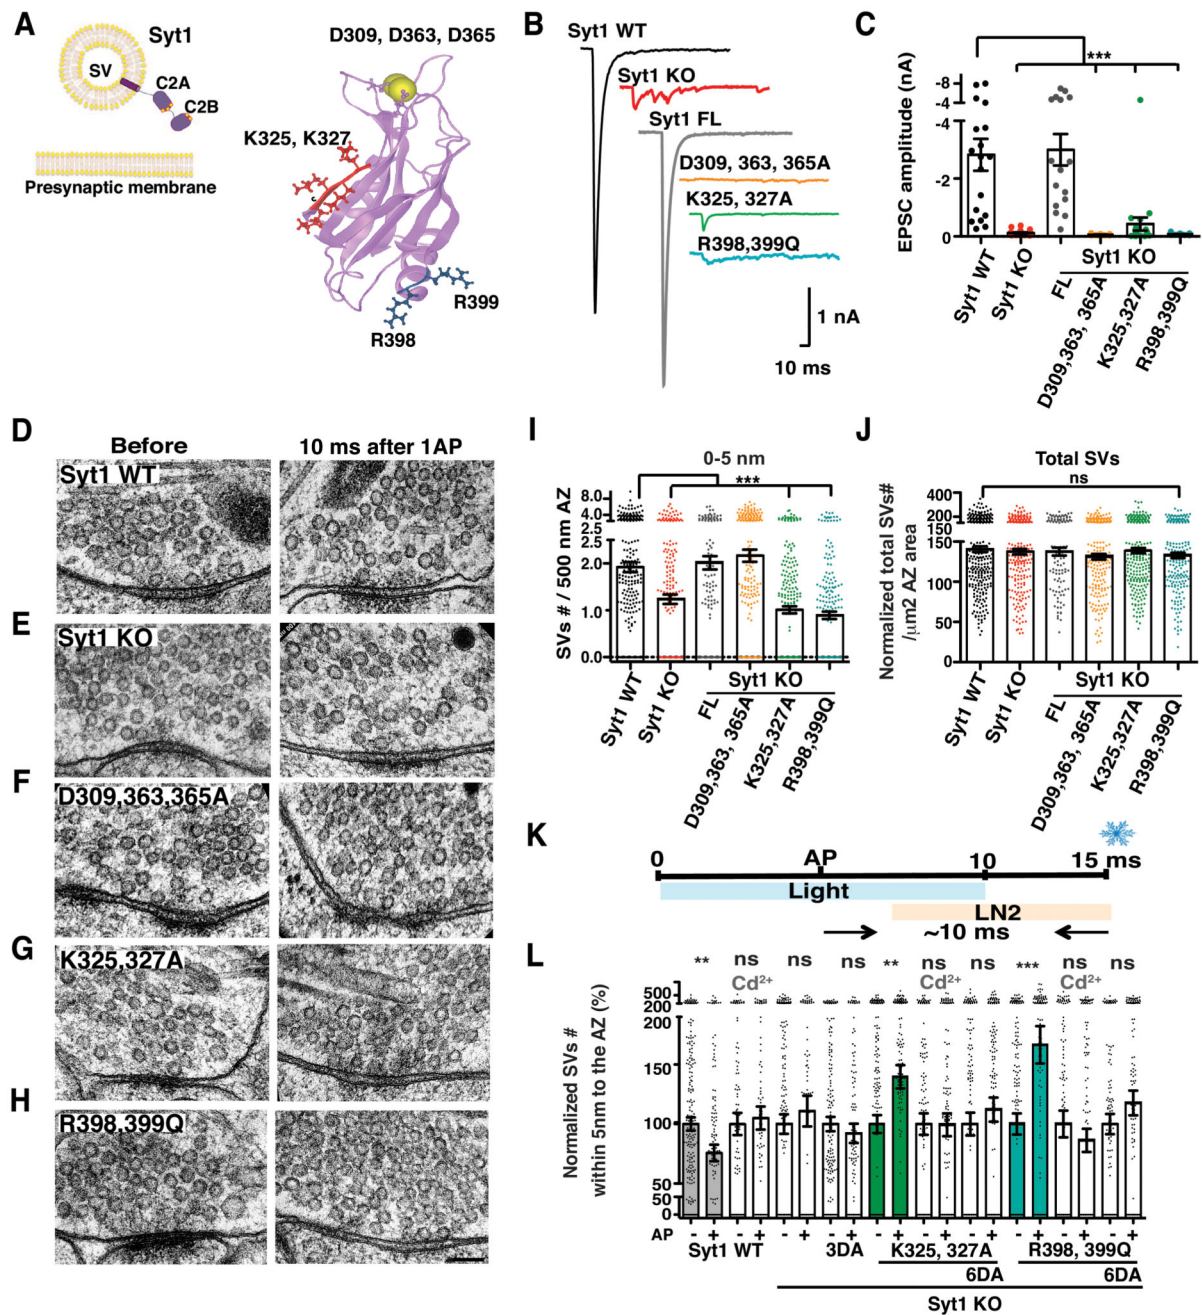 A
Syt1
SV
C2A
C2B
Presynaptic membrane
D309, D363, D365
K325, K327
R399
R398
B
Syt1 WT
Syt1 KO
Syt1 FL
D309, 363, 365A
K325, 327A
R398,399Q
1 nA
10 ms
C
EPSC amplitude (nA)
-8
-4
-4
-2
0
***
Syt1 WT
Syt1 KO
FL
D309,363, 365A
K325,327A
R398,399Q
Syt1 KO
D
Before
10 ms after 1AP
Syt1 WT
E
Syt1 KO
F
D309,363,365A
G
K325,327A
H
R398,399Q
I
0-5 nm
***
SVs # / 500 nm AZ
8.0
4.0
2.5
2.5
2.0
1.0
0.0
Syt1 WT
Syt1 KO
FL
D309,363, 365A
K325,327A
R398,399Q
Syt1 KO
J
Total SVs
ns
Normalized total SVs#
/μm2 AZ area
400
200
150
150
100
50
0
Syt1 WT
Syt1 KO
FL
D309,363, 365A
K325,327A
R398,399Q
Syt1 KO
K
0
AP
10
15 ms
Light
LN2
~10 ms
L
** ns ns ns ** ns ns *** ns ns
Cd²⁺ Cd²⁺ Cd²⁺
Normalized SVs #
within 5nm to the AZ (%)
500
200
200
150
100
50
50
0
AP - + - + - + - + - + - + - + - + - + - +
Syt1 WT
3DA
K325, 327A
R398, 399Q
6DA
6DA
Syt1 KO